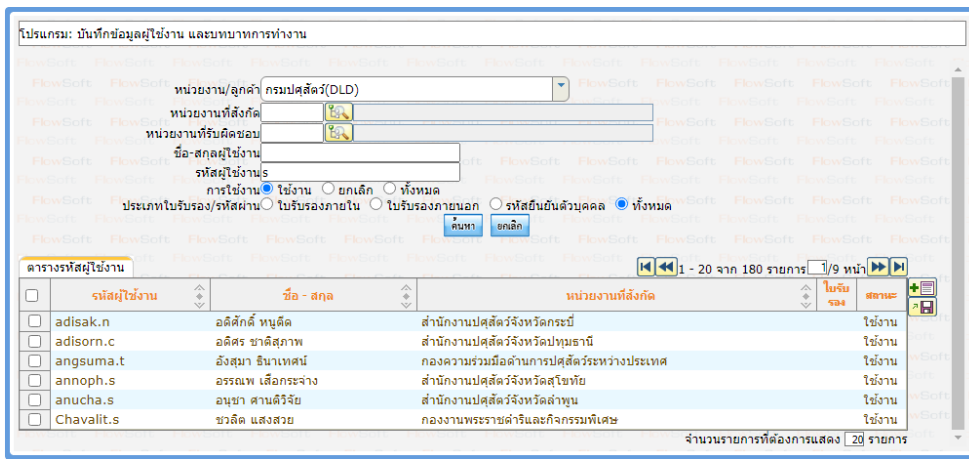 โปรแกรม: บันทึกข้อมูลผู้ใช้งาน และบทบาทการทำงาน
หน่วยงาน/ลูกค้า กรมปศุสัตว์(DLD)
หน่วยงานที่สังกัด
หน่วยงานที่รับผิดชอบ
ชื่อ-สกุลผู้ใช้งาน
รหัสผู้ใช้งาน s
การใช้งาน ใช้งาน ยกเลิก ทั้งหมด
ประเภทใบรับรอง/รหัสผ่าน ใบรับรองภายใน ใบรับรองภายนอก รหัสยืนยันตัวบุคคล ทั้งหมด
ค้นหา ยกเลิก
ตารางรหัสผู้ใช้งาน 1 - 20 จาก 180 รายการ 1/9 หน้า
รหัสผู้ใช้งาน ชื่อ - สกุล หน่วยงานที่สังกัด ใบรับรอง สถานะ
adisak.n อดิศักดิ์ หนูดีด สำนักงานปศุสัตว์จังหวัดกระบี่ ใช้งาน
adisorn.c อดิศร ชาติสุภาพ สำนักงานปศุสัตว์จังหวัดปทุมธานี ใช้งาน
angsuma.t อังสุมา ธินาเทศน์ กองความร่วมมือด้านการปศุสัตว์ระหว่างประเทศ ใช้งาน
annoph.s อรรณพ เสือกระจ่าง สำนักงานปศุสัตว์จังหวัดสุโขทัย ใช้งาน
anucha.s อนุชา ศานติวิจัย สำนักงานปศุสัตว์จังหวัดลำพูน ใช้งาน
Chavalit.s ชวลิต แสงสวย กองงานพระราชดำริและกิจกรรมพิเศษ ใช้งาน
จำนวนรายการที่ต้องการแสดง 20 รายการ